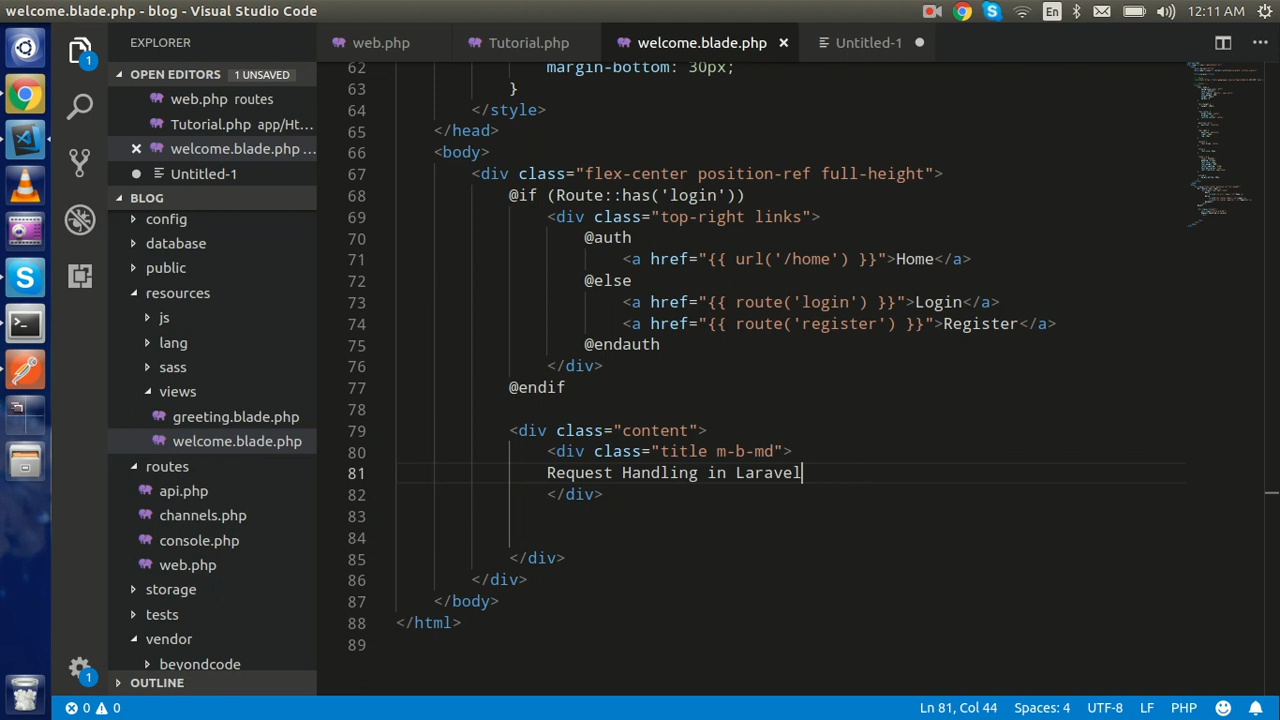 welcome.blade.php - blog - Visual Studio Code
En
12:11 AM
1
EXPLORER
web.php
Tutorial.php
welcome.blade.php
Untitled-1
OPEN EDITORS 1 UNSAVED
web.php routes
Tutorial.php app/Ht...
welcome.blade.php ...
Untitled-1
BLOG
config
database
public
resources
js
lang
sass
views
greeting.blade.php
welcome.blade.php
routes
api.php
channels.php
console.php
web.php
storage
tests
vendor
beyondcode
OUTLINE
1
62 margin-bottom: 30px;
63 }
64 </style>
65 </head>
66 <body>
67 <div class="flex-center position-ref full-height">
68 @if (Route::has('login'))
69 <div class="top-right links">
70 @auth
71 <a href="{{ url('/home') }}">Home</a>
72 @else
73 <a href="{{ route('login') }}">Login</a>
74 <a href="{{ route('register') }}">Register</a>
75 @endauth
76 </div>
77 @endif
78
79 <div class="content">
80 <div class="title m-b-md">
81 Request Handling in Laravel
82 </div>
83
84
85 </div>
86 </div>
87 </body>
88 </html>
89
0 0
Ln 81, Col 44
Spaces: 4
UTF-8
LF
PHP